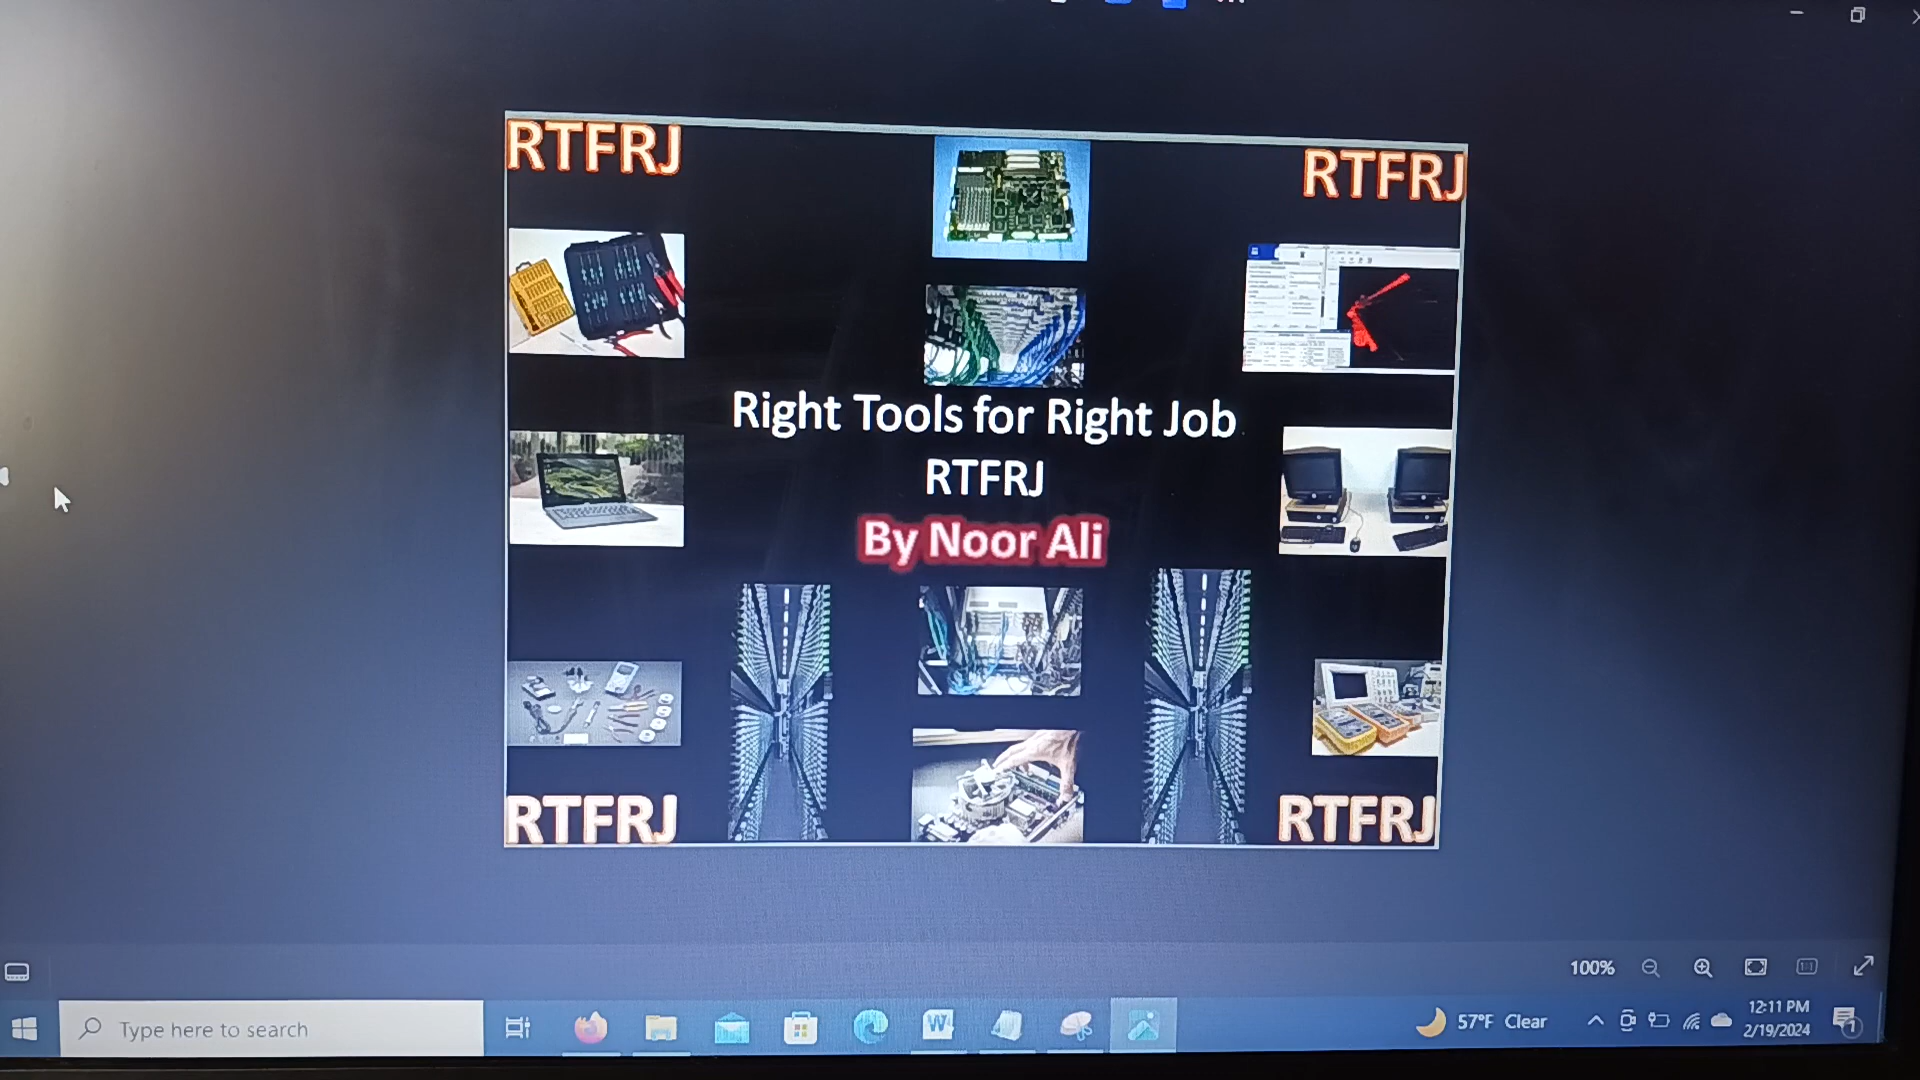 RTFRJ
RTFRJ
Right Tools for Right Job
RTFRJ
By Noor Ali
RTFRJ
RTFRJ
100%
Type here to search
W
57°F Clear
12:11 PM
2/19/2024
1